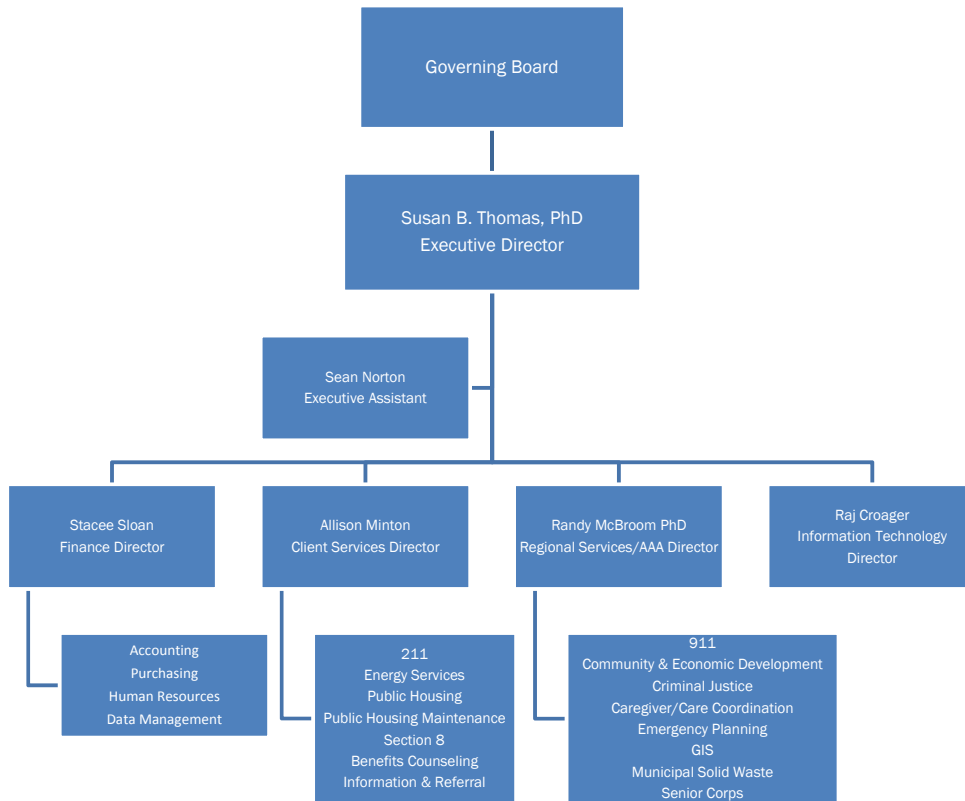 Governing Board
Susan B. Thomas, PhD
Executive Director
Sean Norton
Executive Assistant
Stacee Sloan
Finance Director
Allison Minton
Client Services Director
Randy McBroom PhD
Regional Services/AAA Director
Raj Croager
Information Technology
Director
Accounting
Purchasing
Human Resources
Data Management
211
Energy Services
Public Housing
Public Housing Maintenance
Section 8
Benefits Counseling
Information & Referral
911
Community & Economic Development
Criminal Justice
Caregiver/Care Coordination
Emergency Planning
GIS
Municipal Solid Waste
Senior Corps